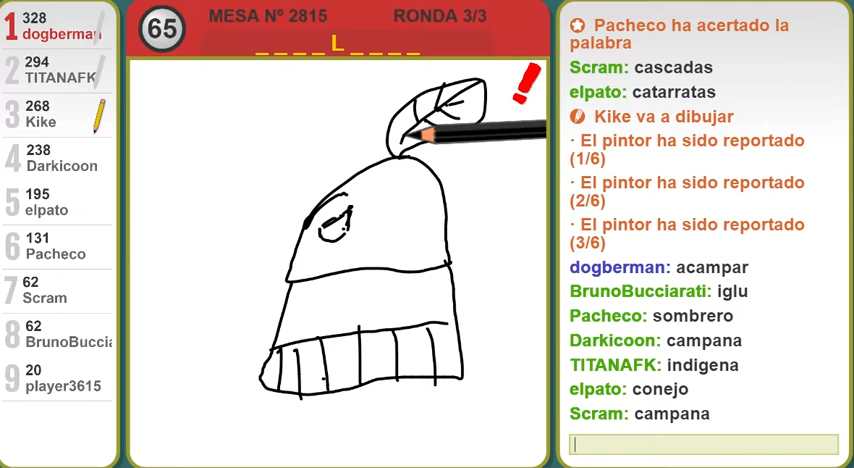 1 328
dogberman
2 294
TITANAFK
3 268
Kike
4 238
Darkicoon
5 195
elpato
6 131
Pacheco
7 62
Scram
8 62
BrunoBuccia
9 20
player3615
65
MESA Nº 2815
RONDA 3/3
_ _ _ _ L _ _ _ _
!
Pacheco ha acertado la
palabra
Scram: cascadas
elpato: catarratas
Kike va a dibujar
· El pintor ha sido reportado
(1/6)
· El pintor ha sido reportado
(2/6)
· El pintor ha sido reportado
(3/6)
dogberman: acampar
BrunoBucciarati: iglu
Pacheco: sombrero
Darkicoon: campana
TITANAFK: indigena
elpato: conejo
Scram: campana